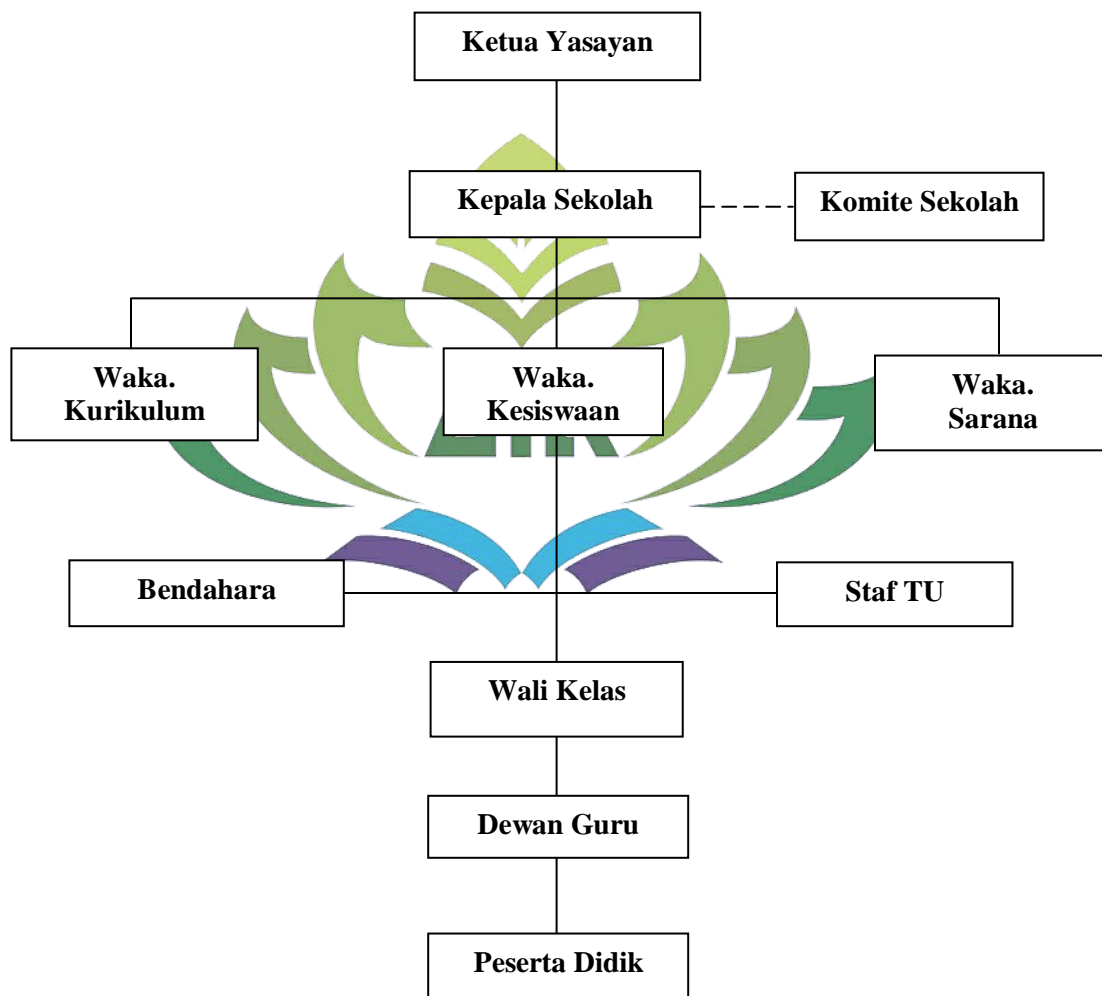 Ketua Yasayan
Kepala Sekolah
Komite Sekolah
Waka.
Kurikulum
Waka.
Kesiswaan
Waka.
Sarana
Bendahara
Staf TU
Wali Kelas
Dewan Guru
Peserta Didik